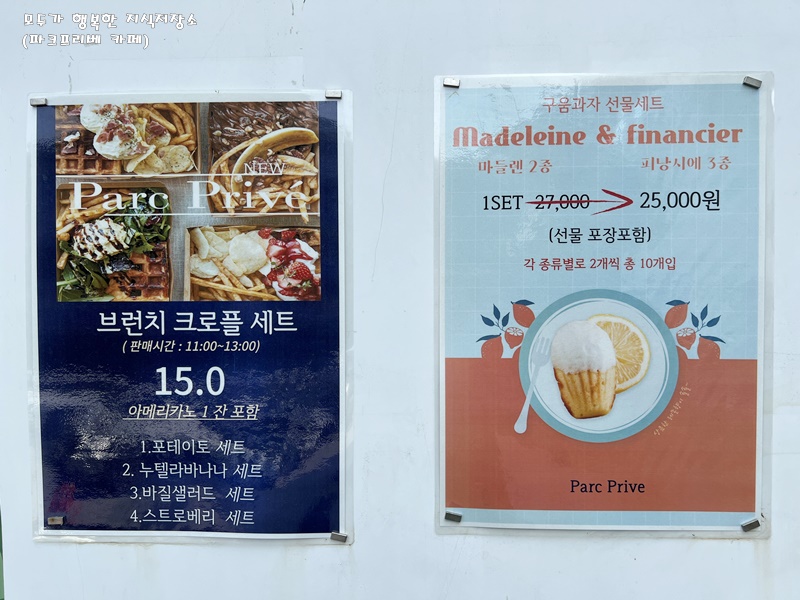 모두가 행복한 지식저장소
(파크프리베 카페)
NEW
Parc Privé
브런치 크로플 세트
( 판매시간 : 11:00~13:00)
15.0
아메리카노 1 잔 포함
1.포테이토 세트
2. 누텔라바나나 세트
3.바질샐러드 세트
4.스트로베리 세트
구움과자 선물세트
Madeleine & financier
마들렌 2종 피낭시에 3종
1SET 27,000 25,000원
(선물 포장포함)
각 종류별로 2개씩 총 10개입
Parc Prive